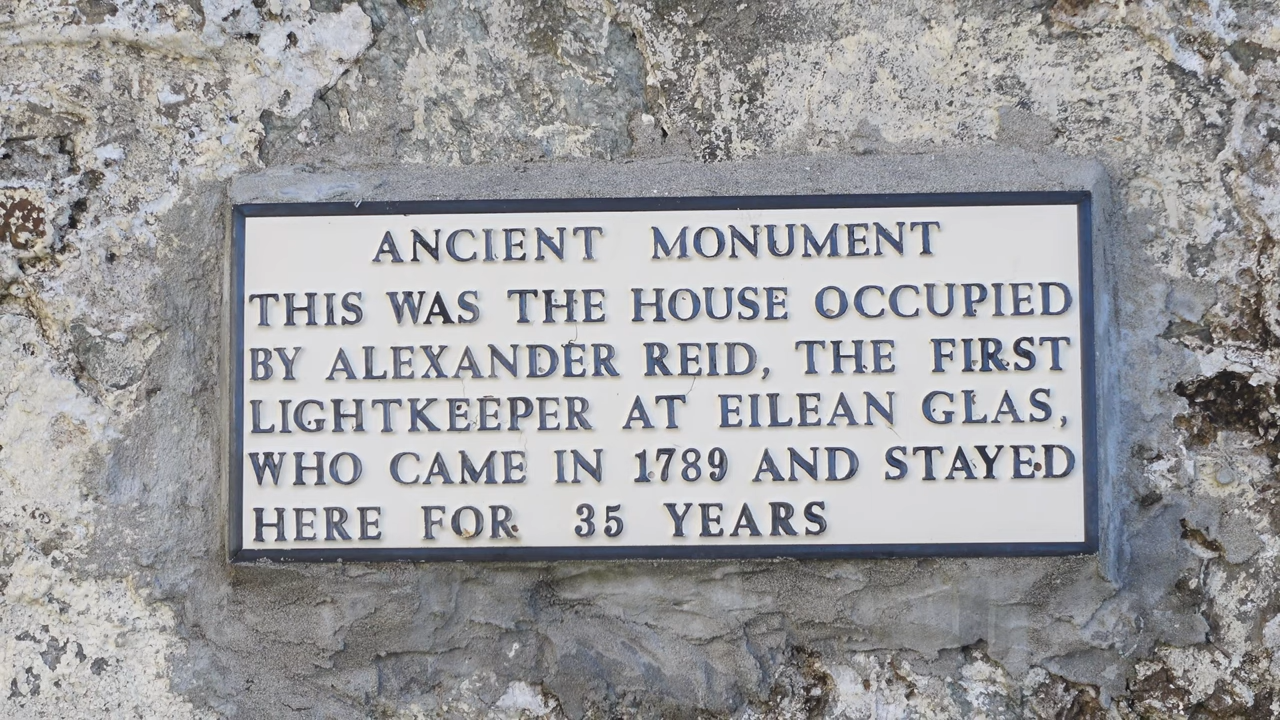 ANCIENT MONUMENT
THIS WAS THE HOUSE OCCUPIED
BY ALEXANDER REID, THE FIRST
LIGHTKEEPER AT EILEAN GLAS,
WHO CAME IN 1789 AND STAYED
HERE FOR 35 YEARS